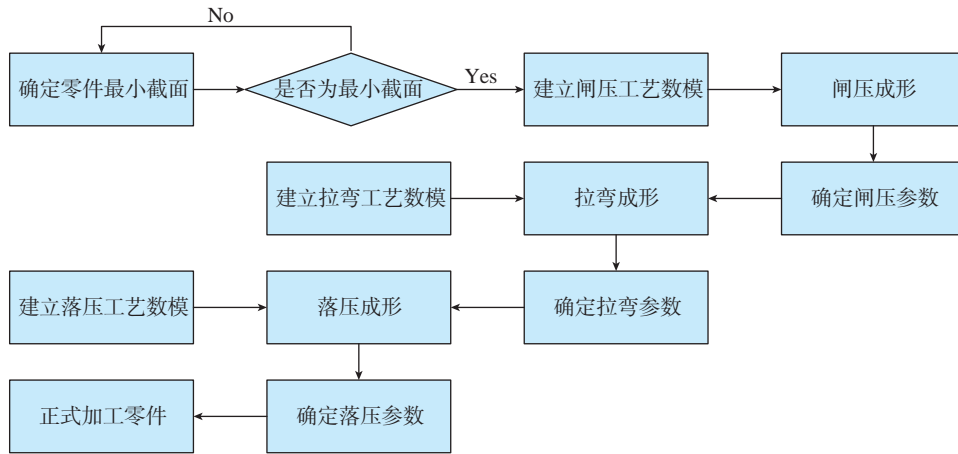 No
确定零件最小截面
是否为最小截面
Yes
建立闸压工艺数模
闸压成形
建立拉弯工艺数模
拉弯成形
确定闸压参数
建立落压工艺数模
落压成形
确定拉弯参数
正式加工零件
确定落压参数